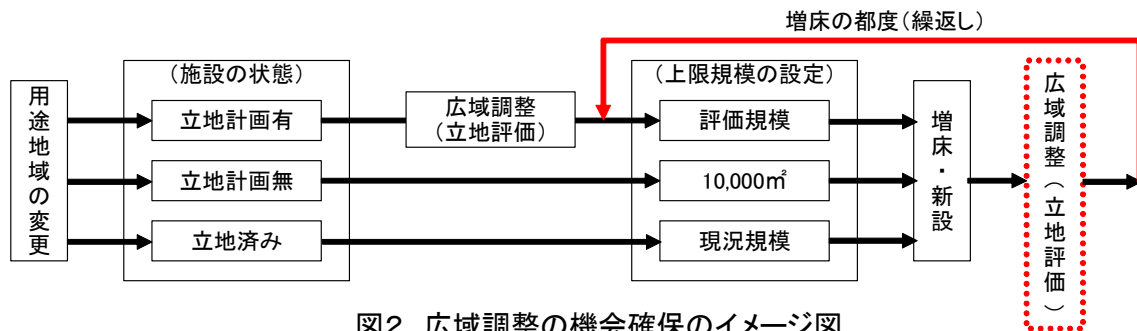 増床の都度（繰返し）
用途地域の変更
（施設の状態）
立地計画有
立地計画無
立地済み
広域調整
（立地評価）
（上限規模の設定）
評価規模
10,000㎡
現況規模
増床・新設
広域調整（立地評価）
図2　広域調整の機会確保のイメージ図